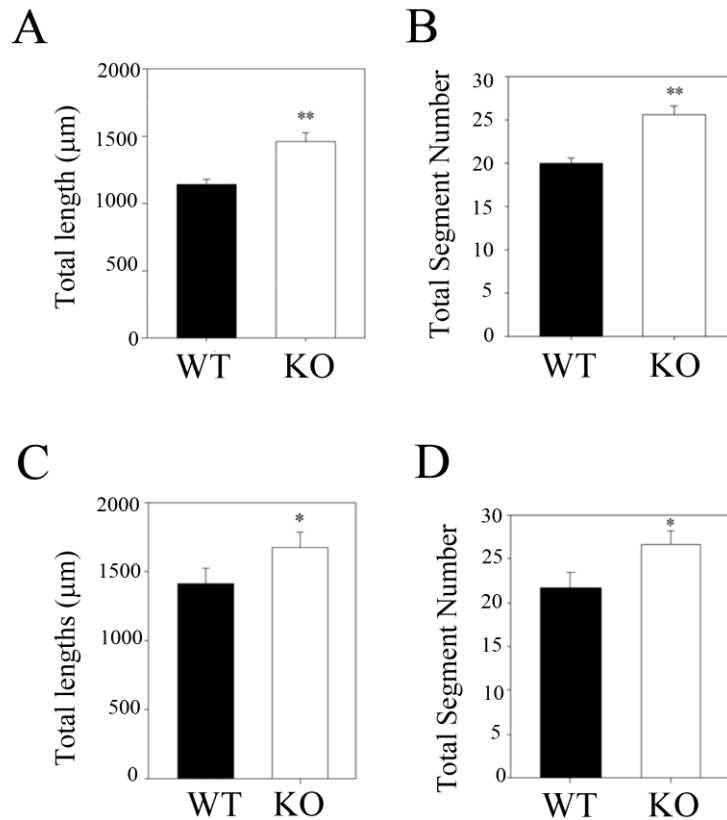 A
Total length (μm)
2000
1500
1000
500
0
**
WT KO
B
Total Segment Number
30
25
20
15
10
5
0
**
WT KO
C
Total lengths (μm)
2000
1500
1000
500
0
*
WT KO
D
Total Segment Number
30
25
20
15
10
5
0
*
WT KO